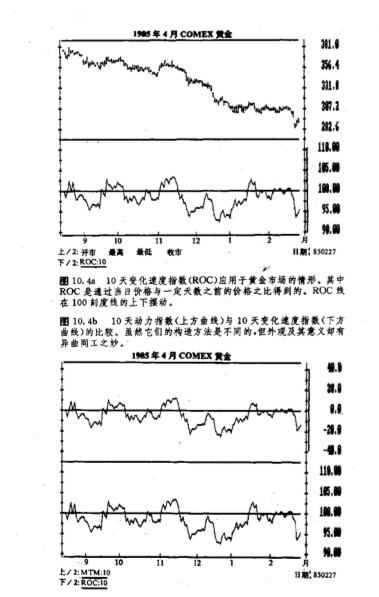 1985 年 4 月 COMEX 黄金
381.0
356.4
331.8
307.2
282.6
110.00
105.00
100.00
95.00
90.00
9 10 11 12 1 2 月
上/2: 开市 最高 最低 收市 日期: 850227
下/2: ROC:10
图 10.4a 10 天变化速度指数(ROC)应用于黄金市场的情形。其中
ROC 是通过当日价格与一定天数之前的价格之比得到的。ROC 线
在 100 刻度线的上下摆动。
图 10.4b 10 天动力指数(上方曲线)与 10 天变化速度指数(下方
曲线)的比较。虽然它们的构造方法是不同的,但外观及其意义却有
异曲同工之妙。
1985 年 4 月 COMEX 黄金
40.0
20.0
0.0
-20.0
-40.0
110.00
105.00
100.00
95.00
90.00
9 10 11 12 1 2 月
上/2: MTM:10 日期: 850227
下/2: ROC:10